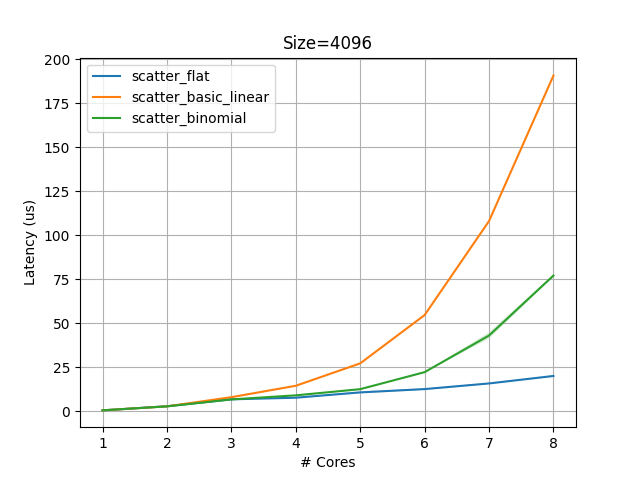 Size=4096
scatter_flat
scatter_basic_linear
scatter_binomial
200
175
150
125
100
75
50
25
0
Latency (us)
1 2 3 4 5 6 7 8
# Cores